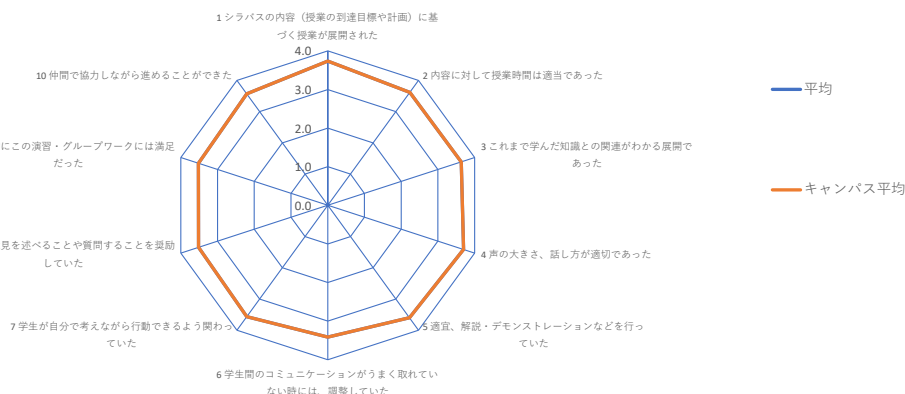 1 シラバスの内容（授業の到達目標や計画）に基
づく授業が展開された
4.0
3.0
2.0
1.0
0.0
2 内容に対して授業時間は適当であった
3 これまで学んだ知識との関連がわかる展開で
あった
4 声の大きさ、話し方が適切であった
5 適宜、解説・デモンストレーションなどを行っ
ていた
6 学生間のコミュニケーションがうまく取れてい
ない時には、調整していた
7 学生が自分で考えながら行動できるよう関わっ
ていた
見を述べることや質問することを奨励
していた
にこの演習・グループワークには満足
だった
10 仲間で協力しながら進めることができた
平均
キャンパス平均